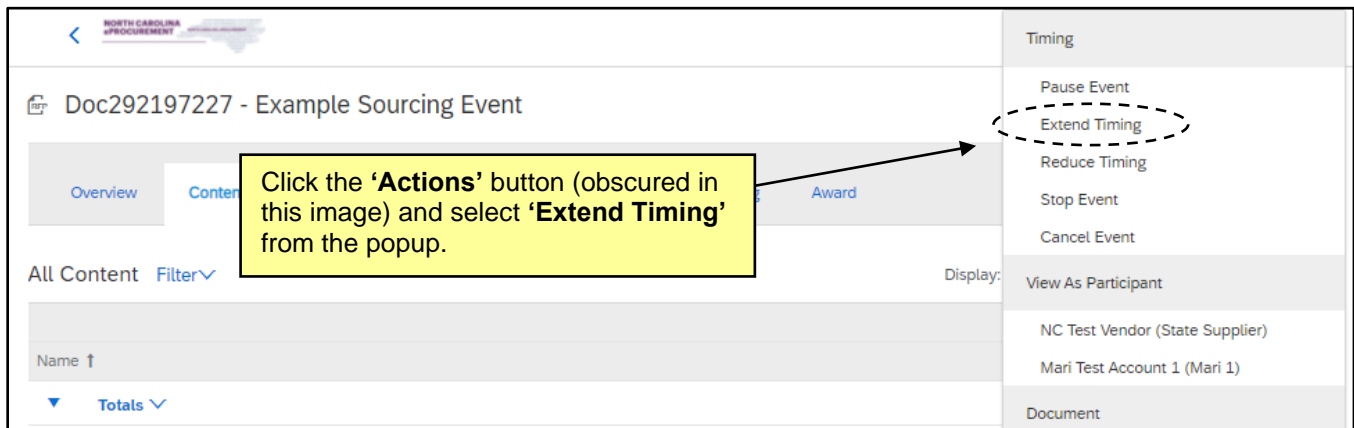 NORTH CAROLINA
ePROCUREMENT
Timing
Pause Event
Doc292197227 - Example Sourcing Event
Extend Timing
Reduce Timing
Click the ‘Actions’ button (obscured in
this image) and select ‘Extend Timing’
from the popup.
Overview
Conten
Award
Stop Event
Cancel Event
All Content Filter
Display:
View As Participant
NC Test Vendor (State Supplier)
Name ↑
Mari Test Account 1 (Mari 1)
Totals
Document